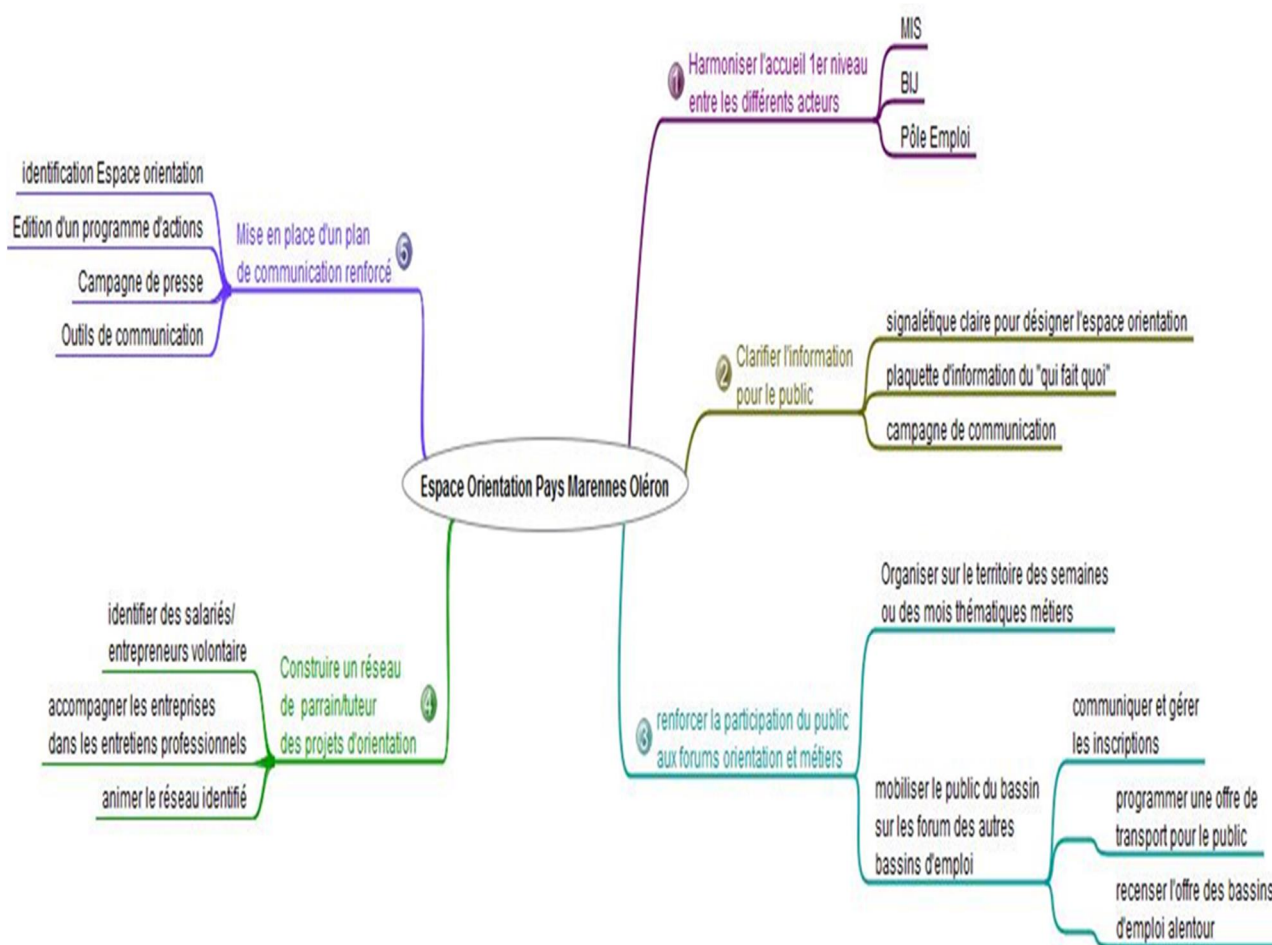 Espace Orientation Pays Marennes Oléron
1
Harmoniser l'accueil 1er niveau
entre les différents acteurs
MIS
BIJ
Pôle Emploi
2
Clarifier l'information
pour le public
signalétique claire pour désigner l'espace orientation
plaquette d'information du "qui fait quoi"
campagne de communication
3
renforcer la participation du public
aux forums orientation et métiers
Organiser sur le territoire des semaines
ou des mois thématiques métiers
mobiliser le public du bassin
sur les forum des autres
bassins d'emploi
communiquer et gérer
les inscriptions
programmer une offre de
transport pour le public
recenser l'offre des bassins
d'emploi alentour
4
Construire un réseau
de parrain/tuteur
des projets d'orientation
identifier des salariés/
entrepreneurs volontaire
accompagner les entreprises
dans les entretiens professionnels
animer le réseau identifié
5
Mise en place d'un plan
de communication renforcé
identification Espace orientation
Edition d'un programme d'actions
Campagne de presse
Outils de communication